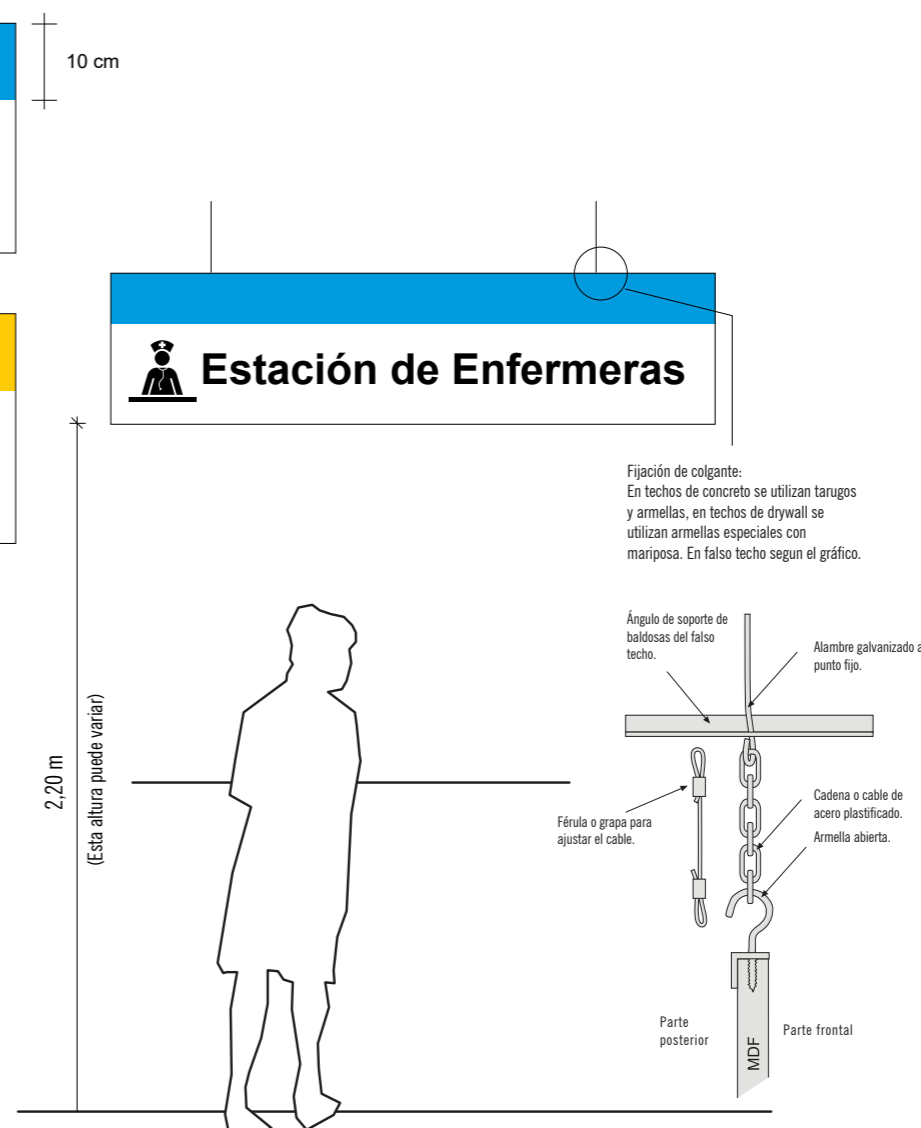 10 cm
Estación de Enfermeras
Fijación de colgante:
En techos de concreto se utilizan tarugos
y armellas, en techos de drywall se
utilizan armellas especiales con
mariposa. En falso techo segun el gráfico.
2,20 m
(Esta altura puede variar)
Ángulo de soporte de
baldosas del falso
techo.
Alambre galvanizado a
punto fijo.
Férula o grapa para
ajustar el cable.
Cadena o cable de
acero plastificado.
Armella abierta.
Parte
posterior
MDF
Parte frontal